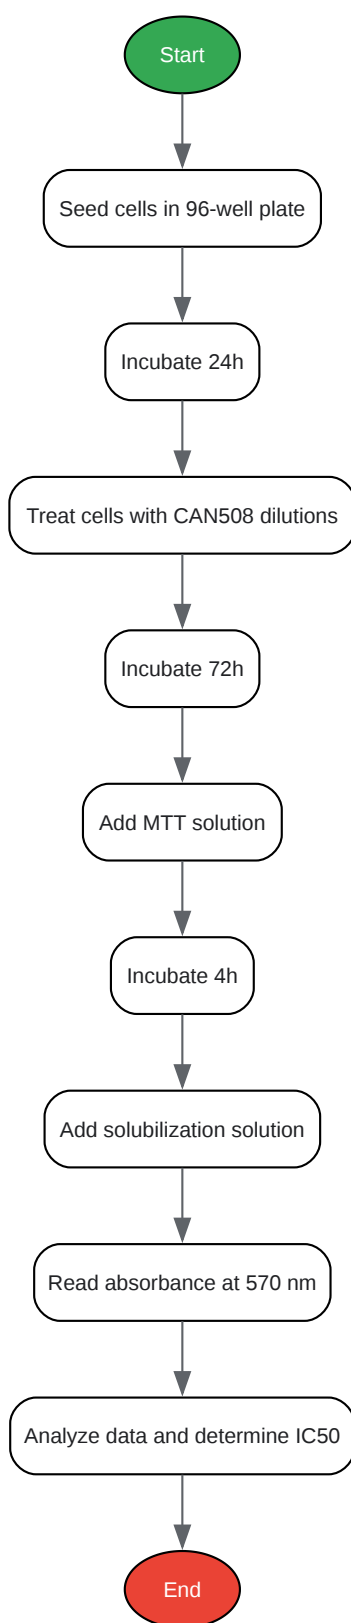 Start
Seed cells in 96-well plate
Incubate 24h
Treat cells with CAN508 dilutions
Incubate 72h
Add MTT solution
Incubate 4h
Add solubilization solution
Read absorbance at 570 nm
Analyze data and determine IC50
End